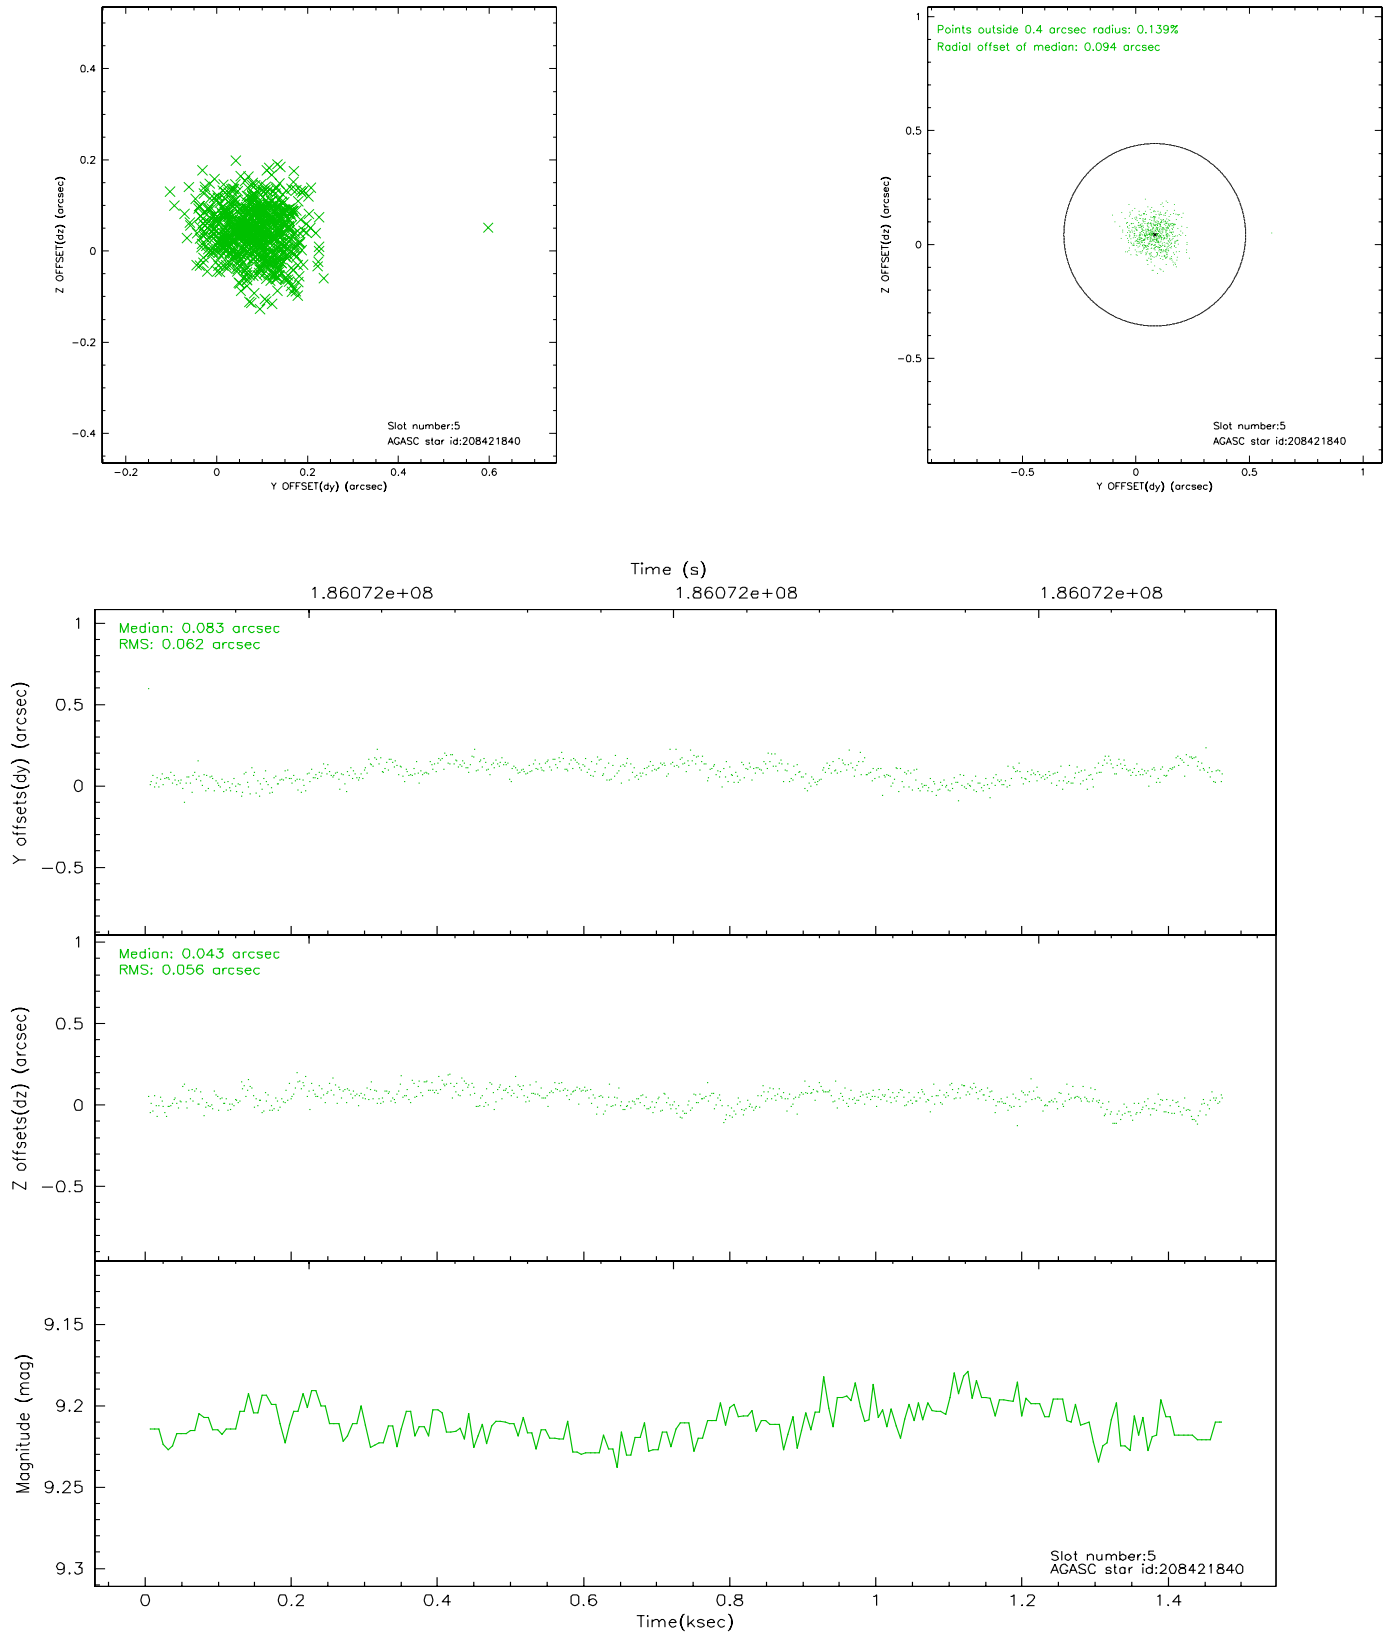 0.4
0.2
0
-0.2
-0.4
Z OFFSET(dz) (arcsec)
Slot number:5
AGASC star id:208421840
-0.2
0
0.2
0.4
0.6
Y OFFSET(dy) (arcsec)
Points outside 0.4 arcsec radius: 0.139%
Radial offset of median: 0.094 arcsec
1
0.5
0
-0.5
Z OFFSET(dz) (arcsec)
Slot number:5
AGASC star id:208421840
-0.5
0
0.5
1
Y OFFSET(dy) (arcsec)
Time (s)
1.86072e+08
1.86072e+08
1.86072e+08
Median: 0.083 arcsec
RMS: 0.062 arcsec
1
0.5
0
-0.5
Y offsets(dy) (arcsec)
Median: 0.043 arcsec
RMS: 0.056 arcsec
1
0.5
0
-0.5
Z offsets(dz) (arcsec)
9.15
9.2
9.25
9.3
Magnitude (mag)
Slot number:5
AGASC star id:208421840
0
0.2
0.4
0.6
0.8
1
1.2
1.4
Time(ksec)